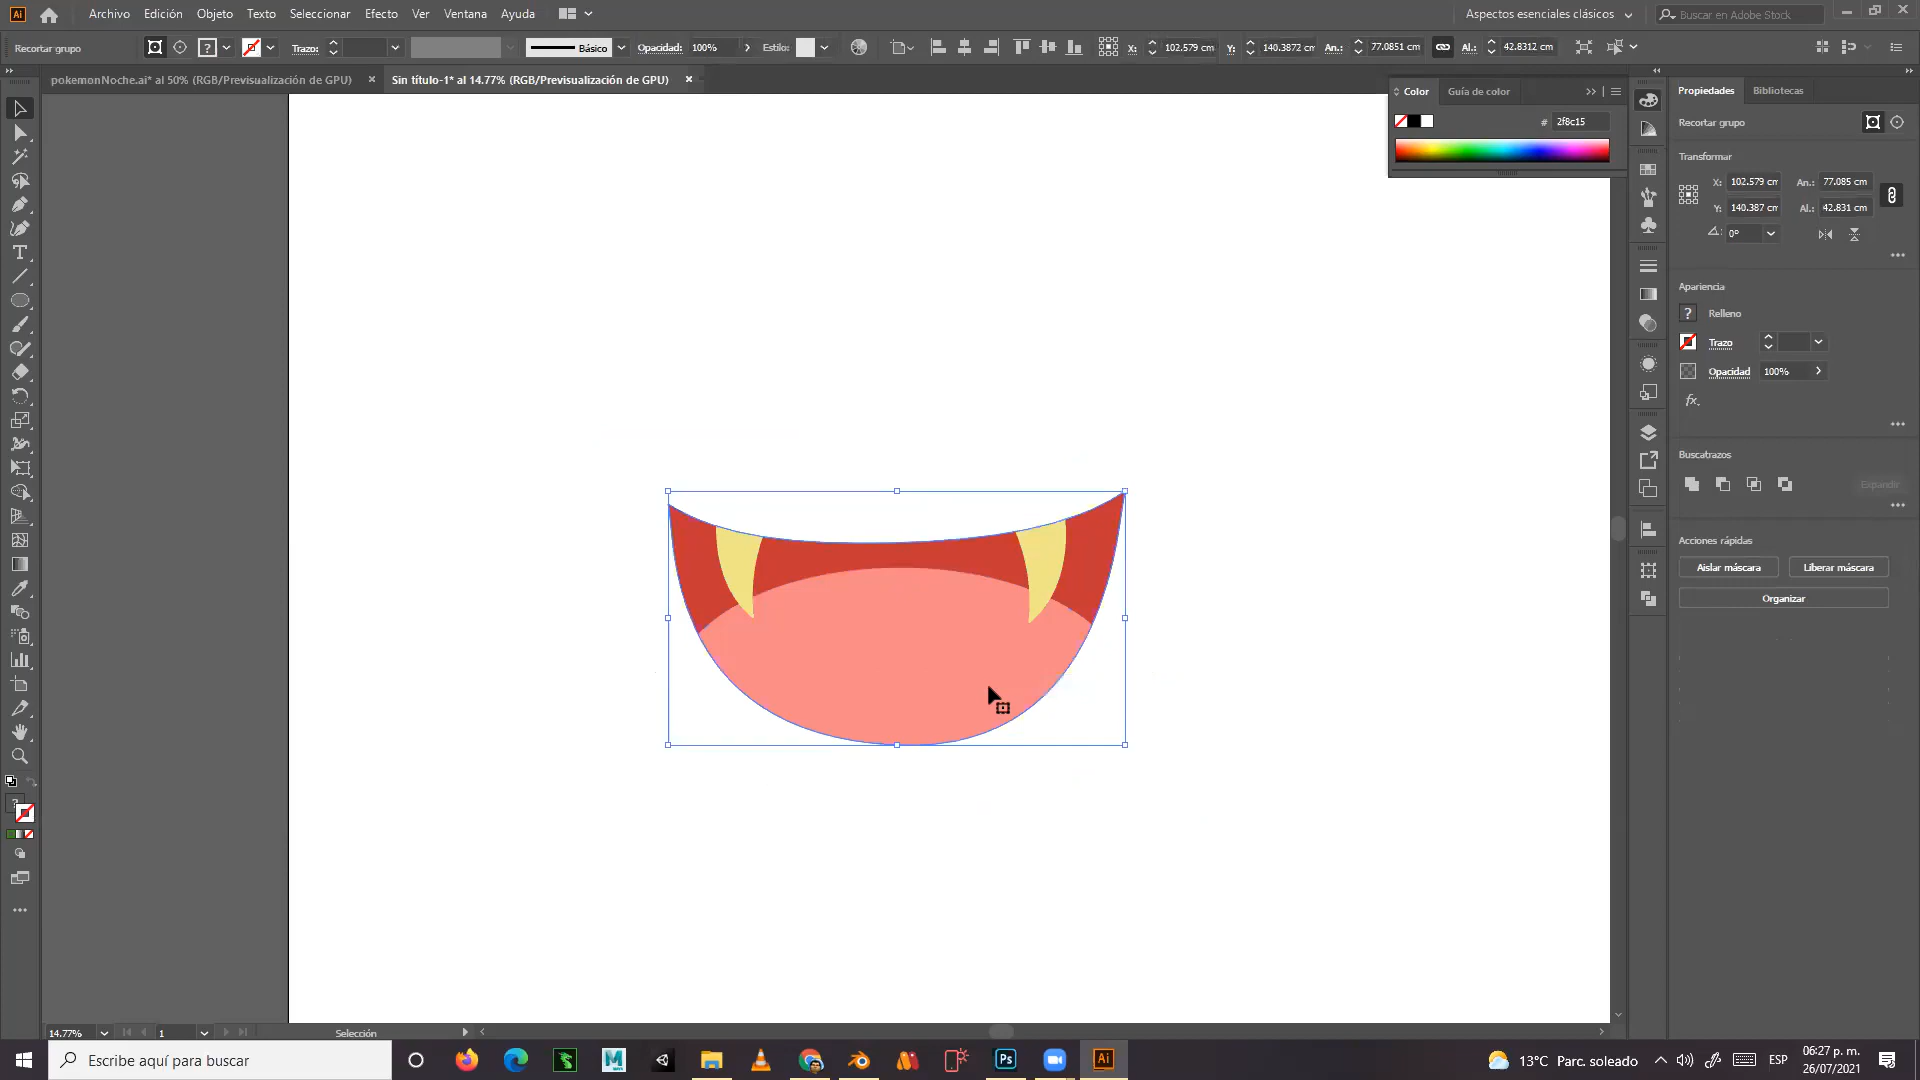 Ai Archivo Edición Objeto Texto Seleccionar Efecto Ver Ventana Ayuda Aspectos esenciales clásicos Buscar en Adobe Stock
Recortar grupo ? Trazo: Básico Opacidad: 100% Estilo: X: 102.579 cm Y: 140.3872 cm An.: 77.0851 cm Al.: 42.8312 cm
pokemonNoche.ai* al 50% (RGB/Previsualización de GPU) Sin título-1* al 14.77% (RGB/Previsualización de GPU)
Color Guía de color
# 2f8c15
Propiedades Bibliotecas
Recortar grupo
Transformar
X: 102.579 cm An.: 77.085 cm
Y: 140.387 cm Al.: 42.831 cm
0°
Apariencia
? Relleno
Trazo
Opacidad 100%
fx.
Buscatrazos
Expandir
Acciones rápidas
Aislar máscara Liberar máscara
Organizar
14.77% 1 Selección
Escribe aquí para buscar
Ps Ai
13°C Parc. soleado ESP
06:27 p. m.
26/07/2021